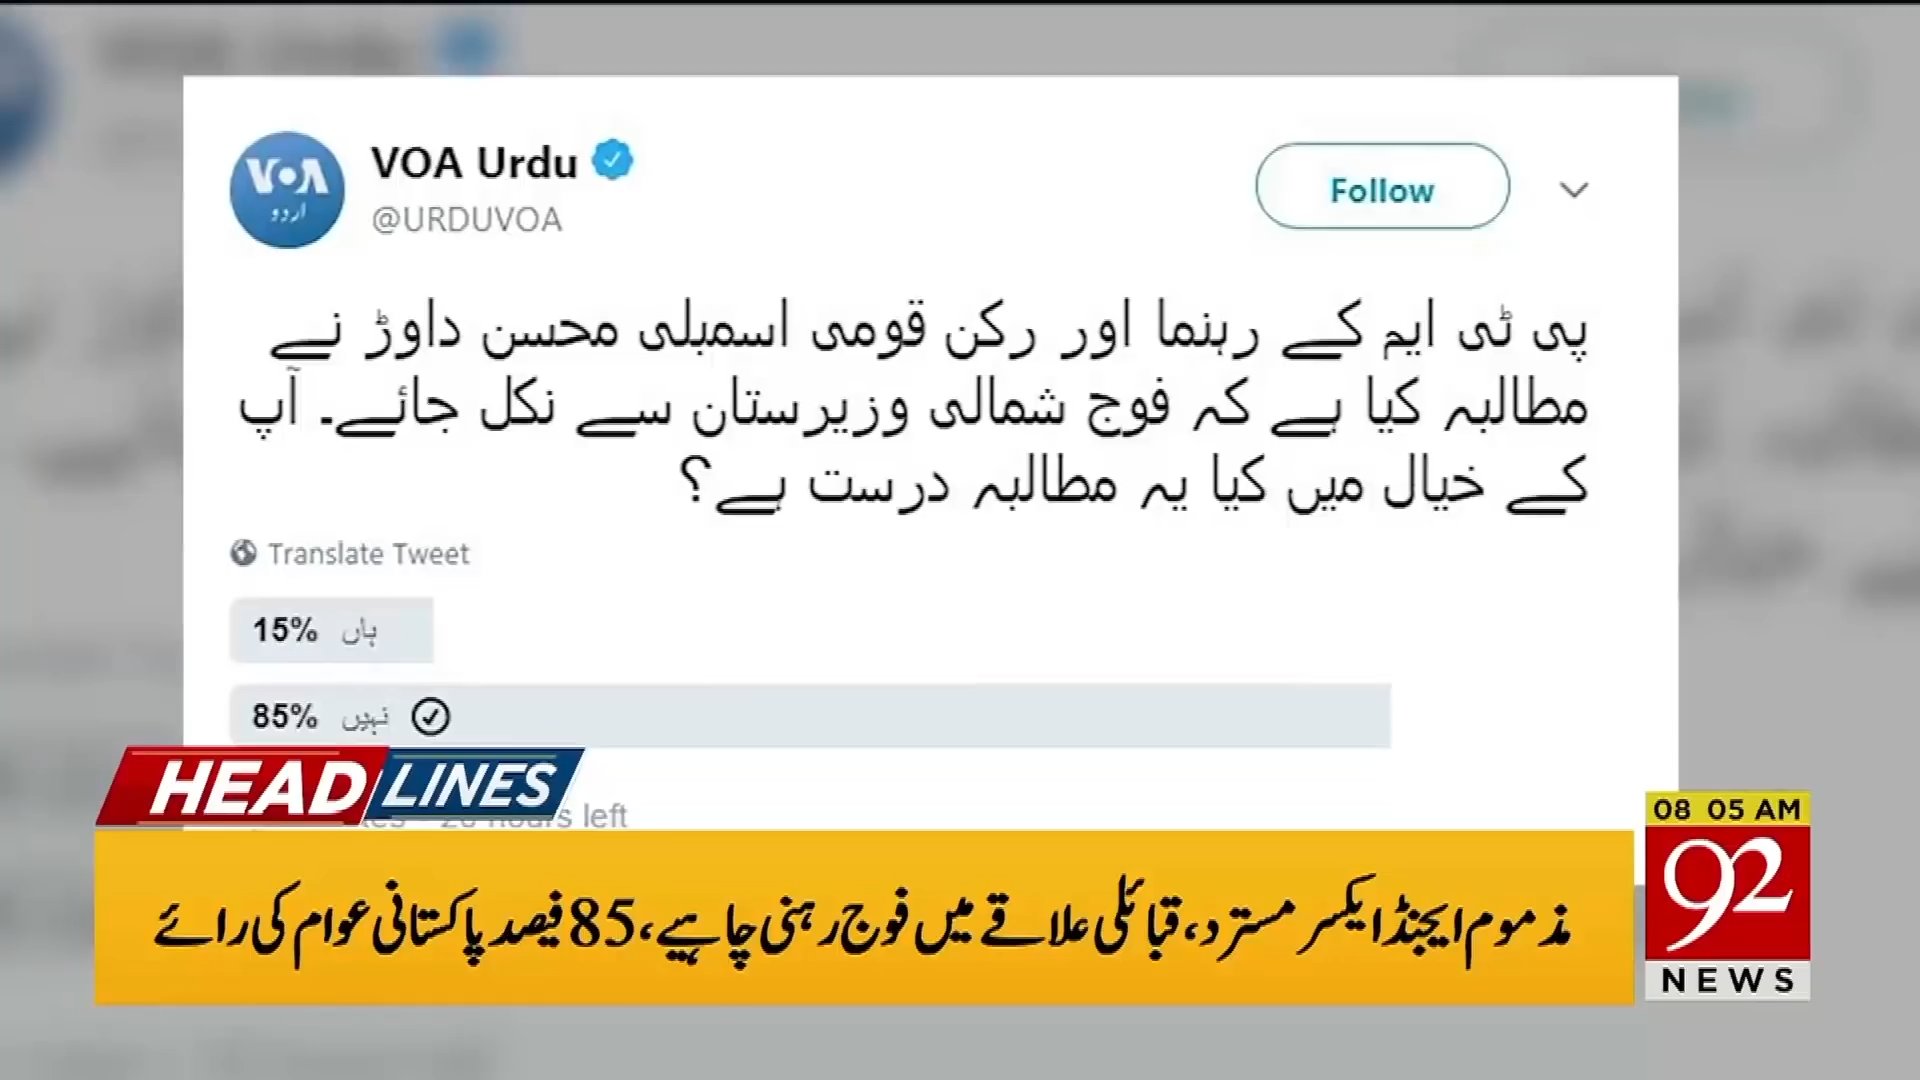 VOA Urdu
VOA
اردو
@URDUVOA
Follow
پی ٹی ایم کے رہنما اور رکن قومی اسمبلی محسن داوڑ نے
مطالبہ کیا ہے کہ فوج شمالی وزیرستان سے نکل جائے۔ آپ
کے خیال میں کیا یہ مطالبہ درست ہے؟
Translate Tweet
15% ہاں
85% نہیں
hours left
HEADLINES
08 05 AM
92
NEWS
مذموم ایجنڈا یکسر مسترد، قبائلی علاقے میں فوج رہنی چاہیے، 85 فیصد پاکستانی عوام کی رائے